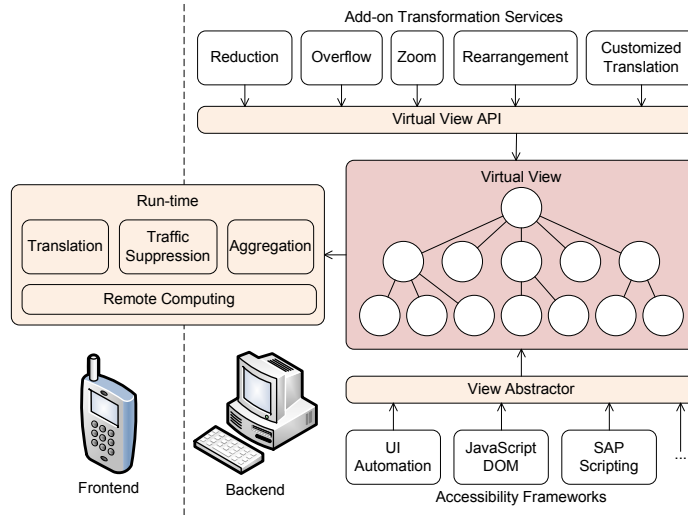 Add-on Transformation Services
Reduction
Overflow
Zoom
Rearrangement
Customized
Translation
Virtual View API
Virtual View
Run-time
Translation
Traffic
Suppression
Aggregation
Remote Computing
View Abstractor
UI
Automation
JavaScript
DOM
SAP
Scripting
...
Frontend
Backend
Accessibility Frameworks